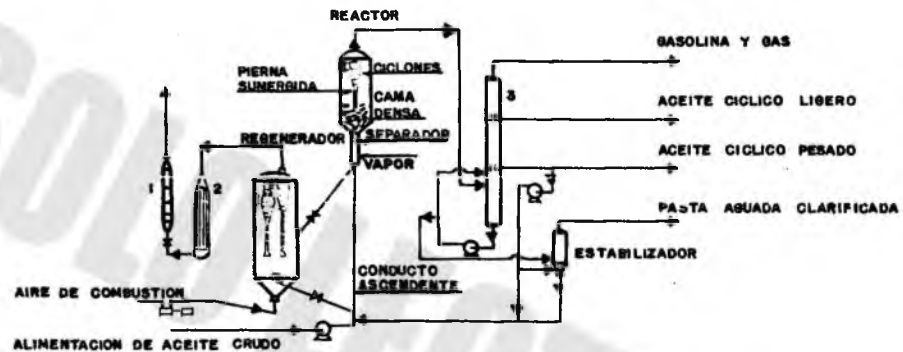 REACTOR
GASOLINA Y GAS
PIERNA
SUMERGIDA
CICLONES
CAMA
DENSA
3
ACEITE CICLICO LIGERO
REGENERADOR
SEPARADOR
VAPOR
ACEITE CICLICO PESADO
1
2
PASTA AGUADA CLARIFICADA
ESTABILIZADOR
CONDUCTO
ASCENDENTE
AIRE DE COMBUSTION
ALIMENTACION DE ACEITE CRUDO